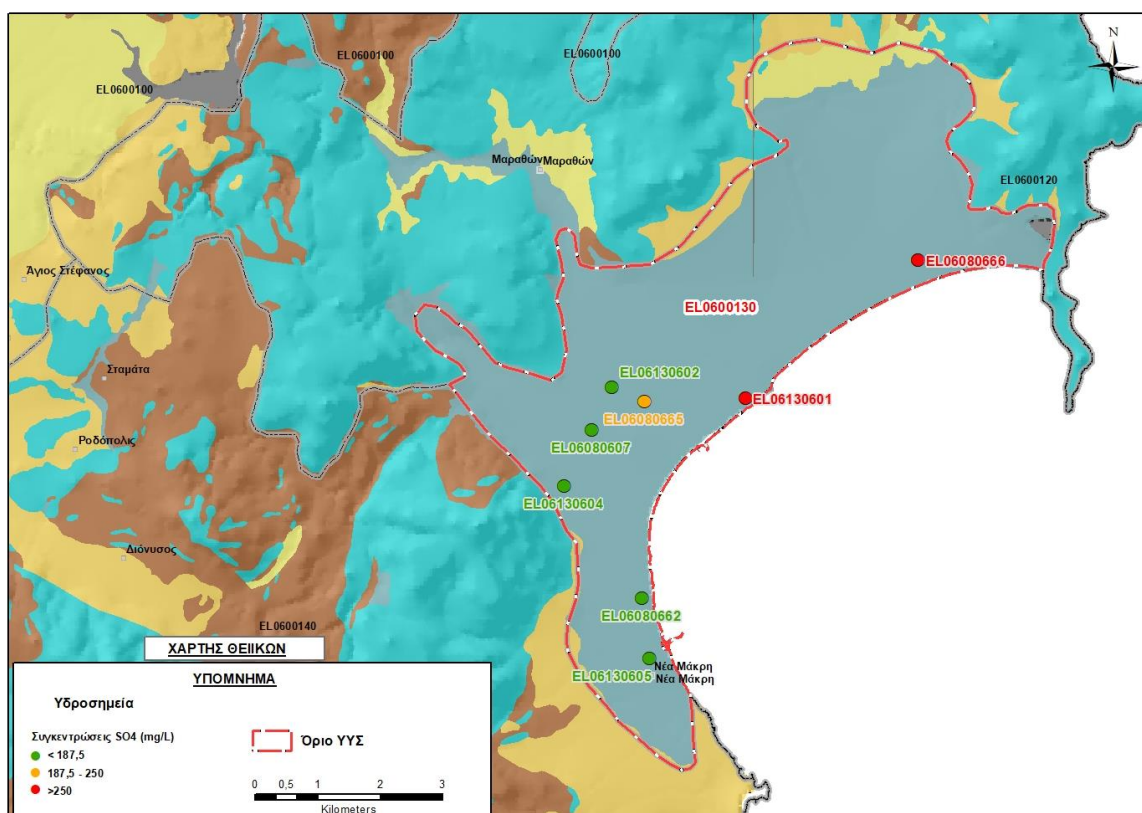 N
EL0600100
EL0600100
EL0600100
Μαραθών
Μαραθών
EL0600120
Άγιος Στέφανος
EL06080666
EL0600130
Σταμάτα
EL06130602
EL06130601
EL06080665
Ροδόπολις
EL06080607
EL06130604
Διόνυσος
EL06080662
EL0600140
ΧΑΡΤΗΣ ΘΕΙΙΚΩΝ
Νέα Μάκρη
EL06130605
Νέα Μάκρη
ΥΠΟΜΝΗΜΑ
Υδροσημεία
Συγκεντρώσεις SO4 (mg/L)
< 187,5
187,5 - 250
>250
Όριο ΥΥΣ
0 0,5 1 2 3
Kilometers